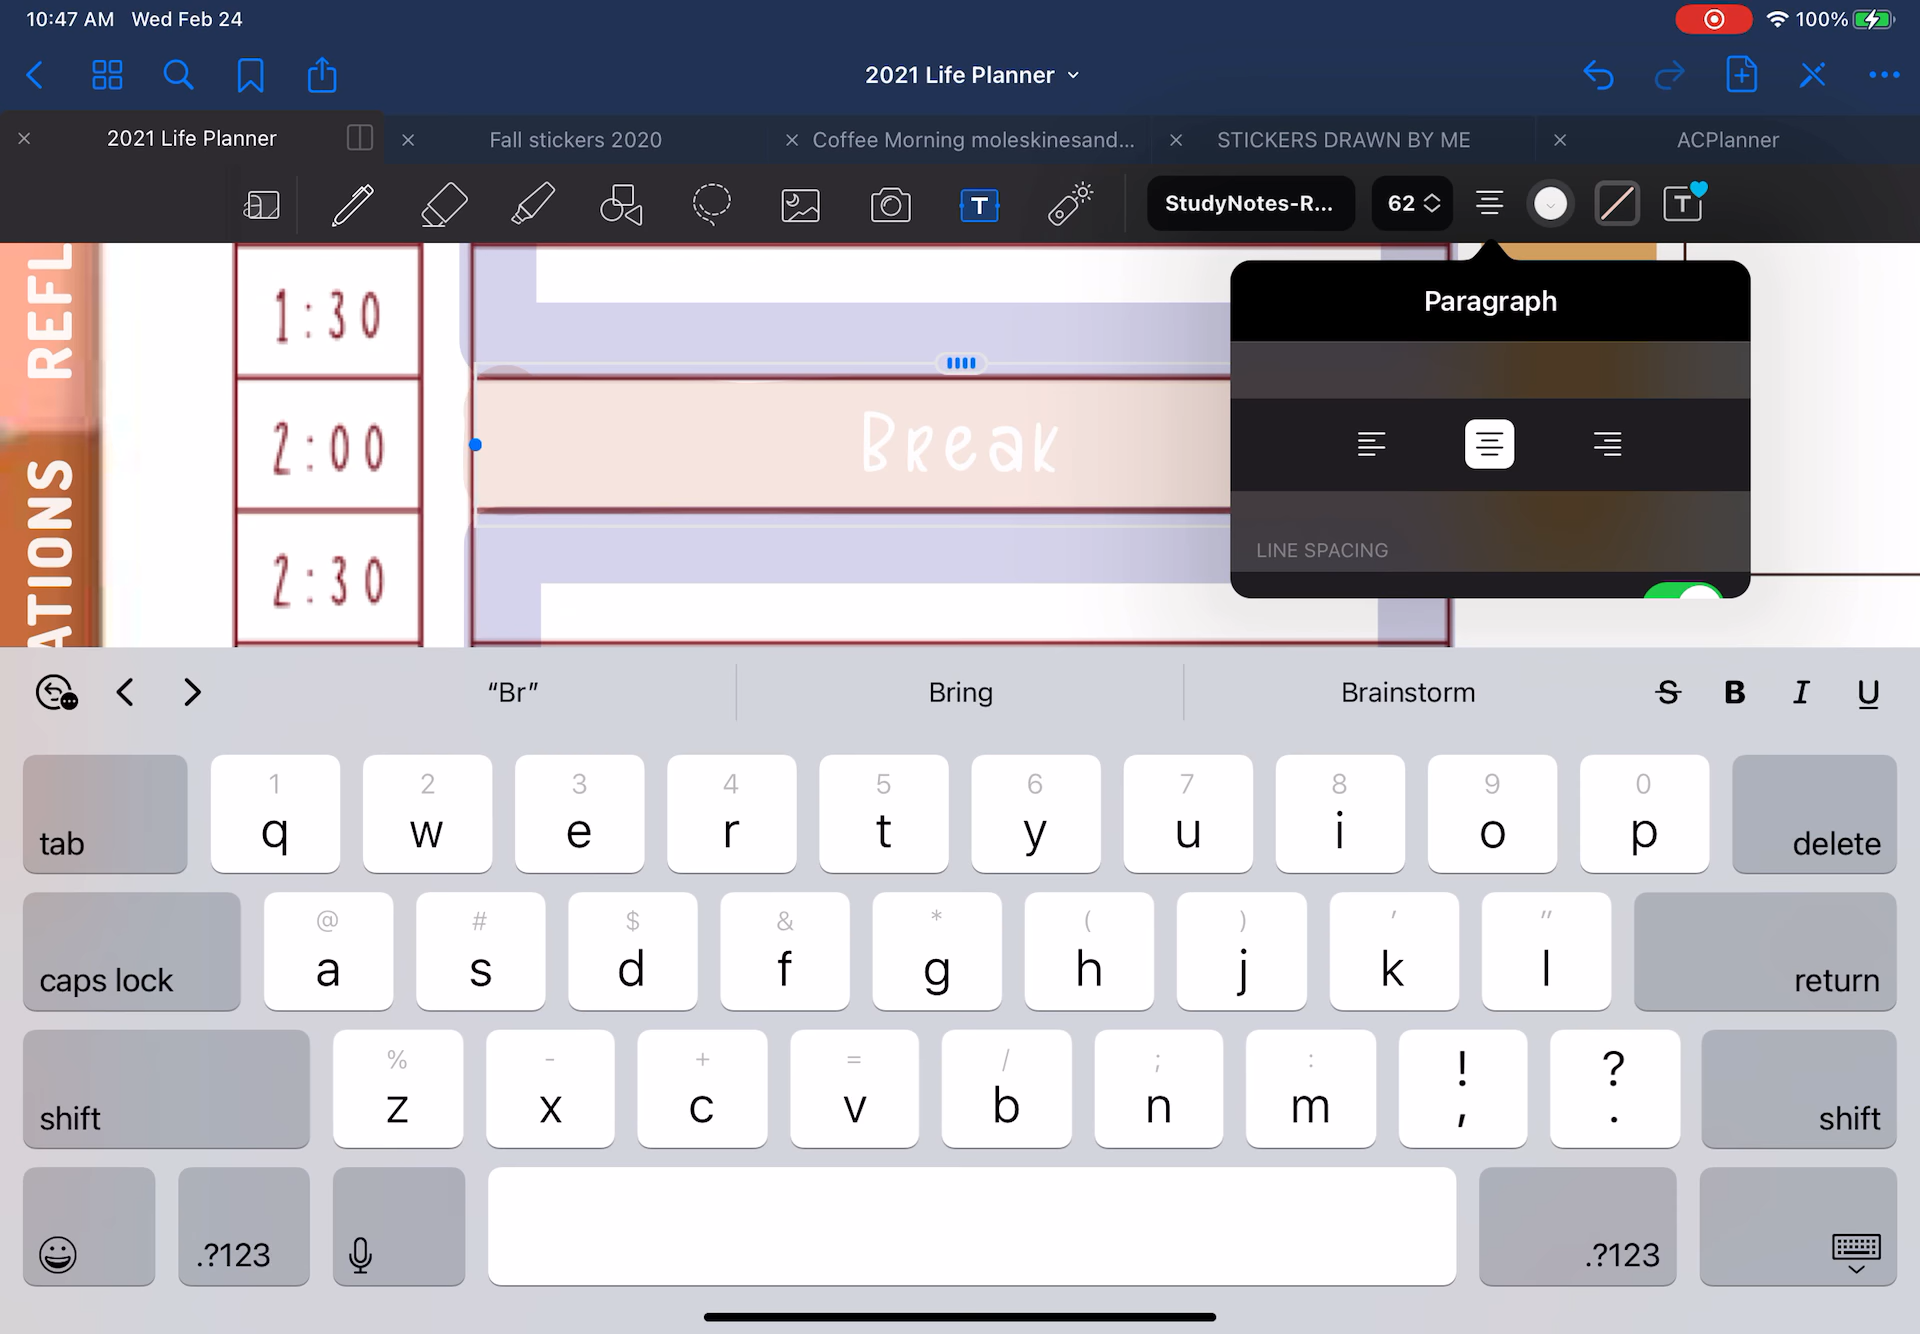 10:47 AM Wed Feb 24
100%
2021 Life Planner
2021 Life Planner
Fall stickers 2020
Coffee Morning moleskinesand...
STICKERS DRAWN BY ME
ACPlanner
a
T
StudyNotes-R...
62
T
REFL
ATIONS
1:30
2:00
2:30
Break
Paragraph
LINE SPACING
“Br”
Bring
Brainstorm
S B I U
1 2 3 4 5 6 7 8 9 0
tab q w e r t y u i o p delete
@ # $ & * ( ) ' "
caps lock a s d f g h j k l return
% - + = / ; : ! ?
shift z x c v b n m , . shift
.?123
.?123